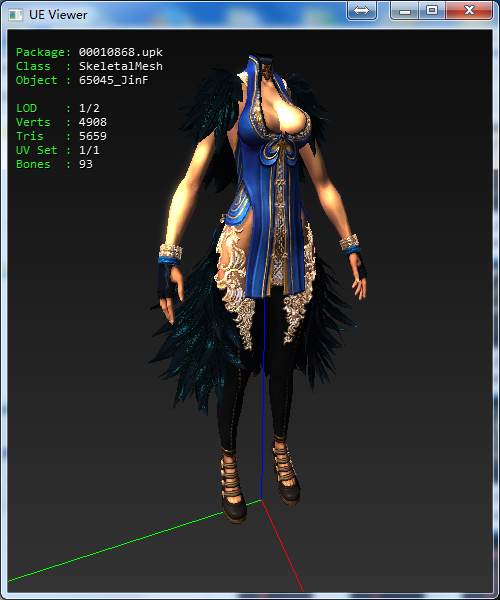 UE Viewer
Package: 00010868.upk
Class : SkeletalMesh
Object : 65045_JinF
LOD : 1/2
Verts : 4908
Tris : 5659
UV Set : 1/1
Bones : 93